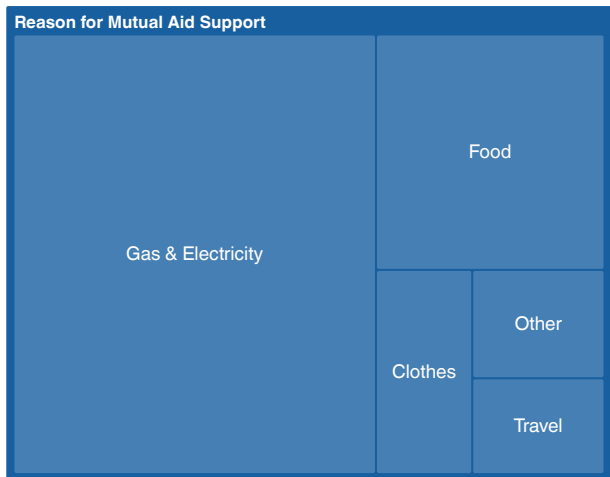 Reason for Mutual Aid Support
Gas & Electricity
Food
Clothes
Other
Travel